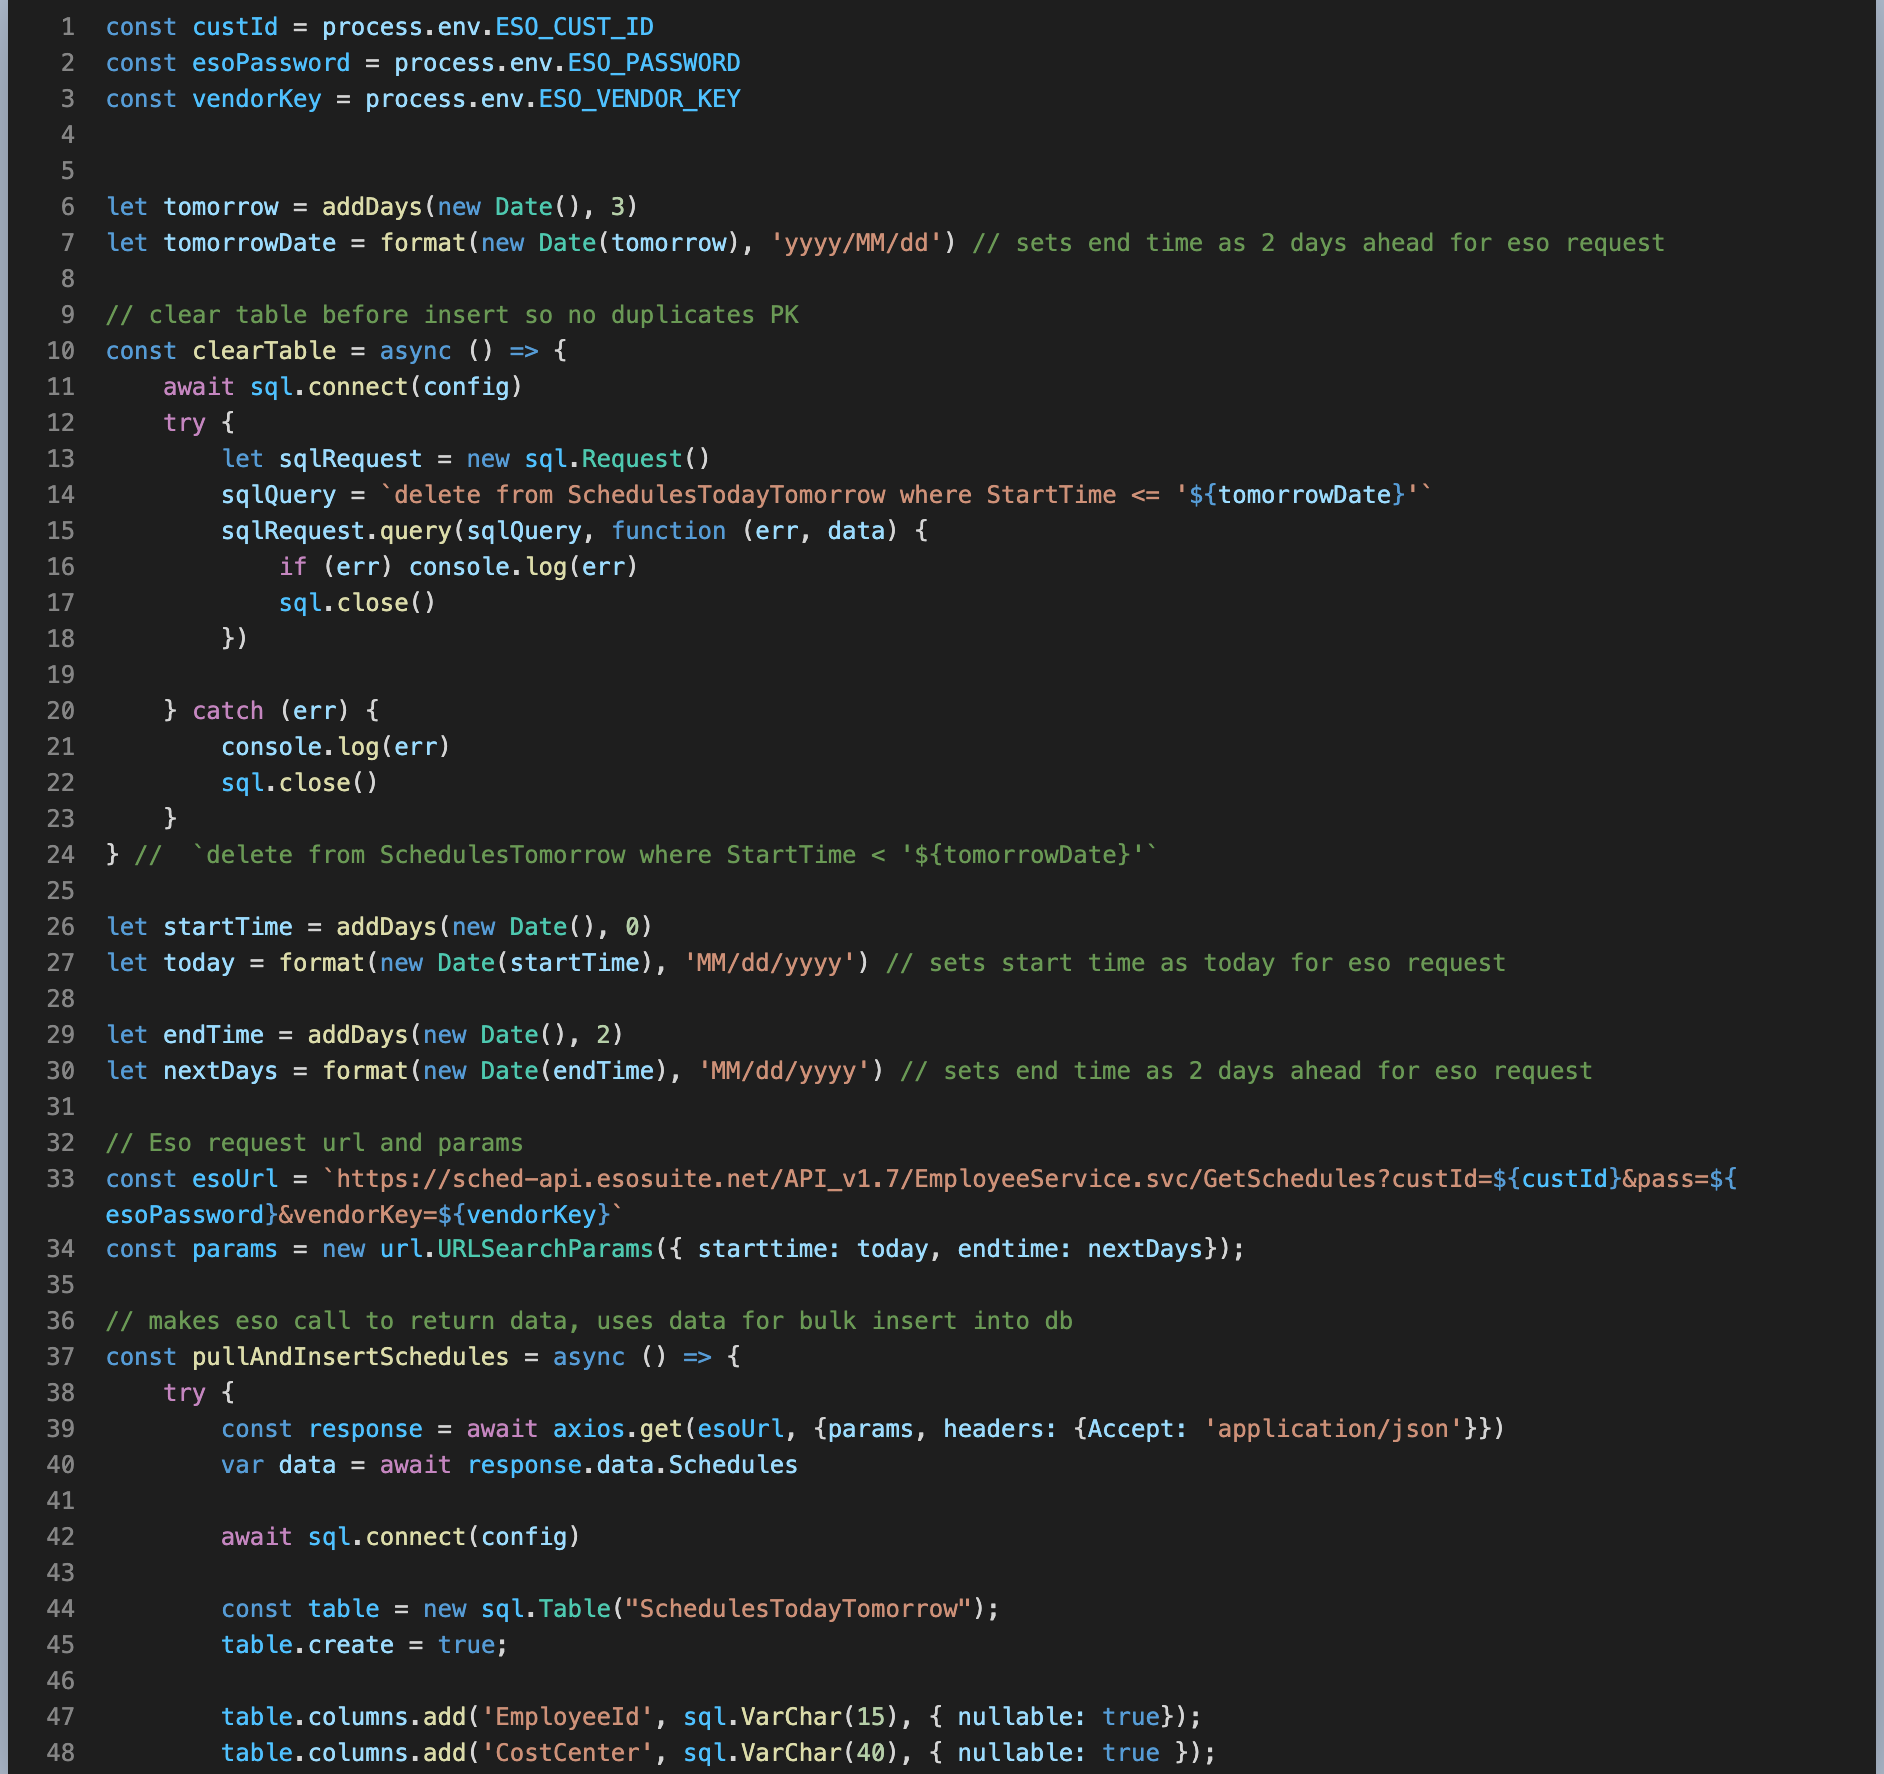 1 const custId = process.env.ESO_CUST_ID
2 const esoPassword = process.env.ESO_PASSWORD
3 const vendorKey = process.env.ESO_VENDOR_KEY
4
5
6 let tomorrow = addDays(new Date(), 3)
7 let tomorrowDate = format(new Date(tomorrow), 'yyyy/MM/dd') // sets end time as 2 days ahead for eso request
8
9 // clear table before insert so no duplicates PK
10 const clearTable = async () => {
11     await sql.connect(config)
12     try {
13         let sqlRequest = new sql.Request()
14         sqlQuery = `delete from SchedulesTodayTomorrow where StartTime <= '${tomorrowDate}'`
15         sqlRequest.query(sqlQuery, function (err, data) {
16             if (err) console.log(err)
17             sql.close()
18         })
19
20     } catch (err) {
21         console.log(err)
22         sql.close()
23     }
24 } //  `delete from SchedulesTomorrow where StartTime < '${tomorrowDate}'`
25
26 let startTime = addDays(new Date(), 0)
27 let today = format(new Date(startTime), 'MM/dd/yyyy') // sets start time as today for eso request
28
29 let endTime = addDays(new Date(), 2)
30 let nextDays = format(new Date(endTime), 'MM/dd/yyyy') // sets end time as 2 days ahead for eso request
31
32 // Eso request url and params
33 const esoUrl = `https://sched-api.esosuite.net/API_v1.7/EmployeeService.svc/GetSchedules?custId=${custId}&pass=${
esoPassword}&vendorKey=${vendorKey}`
34 const params = new url.URLSearchParams({ starttime: today, endtime: nextDays});
35
36 // makes eso call to return data, uses data for bulk insert into db
37 const pullAndInsertSchedules = async () => {
38     try {
39         const response = await axios.get(esoUrl, {params, headers: {Accept: 'application/json'}})
40         var data = await response.data.Schedules
41
42         await sql.connect(config)
43
44         const table = new sql.Table("SchedulesTodayTomorrow");
45         table.create = true;
46
47         table.columns.add('EmployeeId', sql.VarChar(15), { nullable: true});
48         table.columns.add('CostCenter', sql.VarChar(40), { nullable: true });